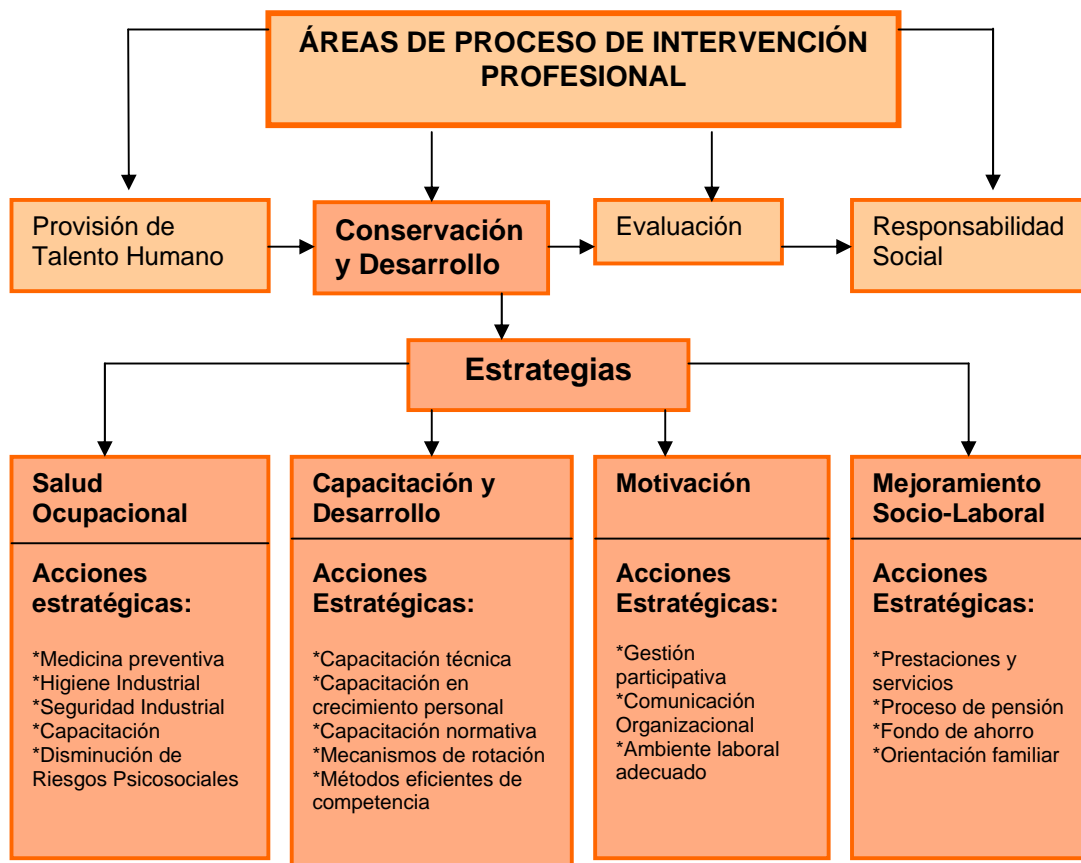 ÁREAS DE PROCESO DE INTERVENCIÓN
PROFESIONAL
Provisión de
Talento Humano
Conservación
y Desarrollo
Evaluación
Responsabilidad
Social
Estrategias
Salud
Ocupacional
Acciones
estratégicas:
*Medicina preventiva
*Higiene Industrial
*Seguridad Industrial
*Capacitación
*Disminución de
Riesgos Psicosociales
Capacitación y
Desarrollo
Acciones
Estratégicas:
*Capacitación técnica
*Capacitación en
crecimiento personal
*Capacitación normativa
*Mecanismos de rotación
*Métodos eficientes de
competencia
Motivación
Acciones
Estratégicas:
*Gestión
participativa
*Comunicación
Organizacional
*Ambiente laboral
adecuado
Mejoramiento
Socio-Laboral
Acciones
Estratégicas:
*Prestaciones y
servicios
*Proceso de pensión
*Fondo de ahorro
*Orientación familiar